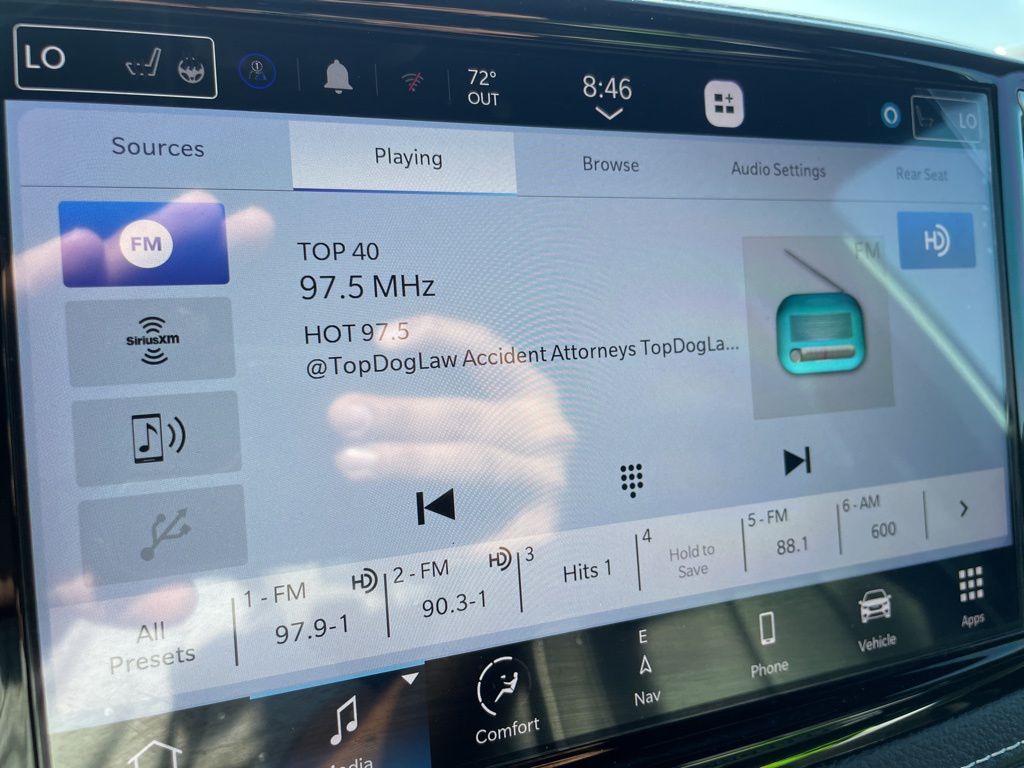 LO
72°
OUT
8:46
LO
Sources
Playing
Browse
Audio Settings
Rear Seat
FM
SiriusXM
TOP 40
97.5 MHz
HOT 97.5
@TopDogLaw Accident Attorneys TopDogLa...
FM
HD
All
Presets
1 - FM HD
97.9-1
2 - FM HD
90.3-1
3
Hits 1
4
Hold to
Save
5 - FM
88.1
6 - AM
600
Comfort
E
Nav
Phone
Vehicle
Apps